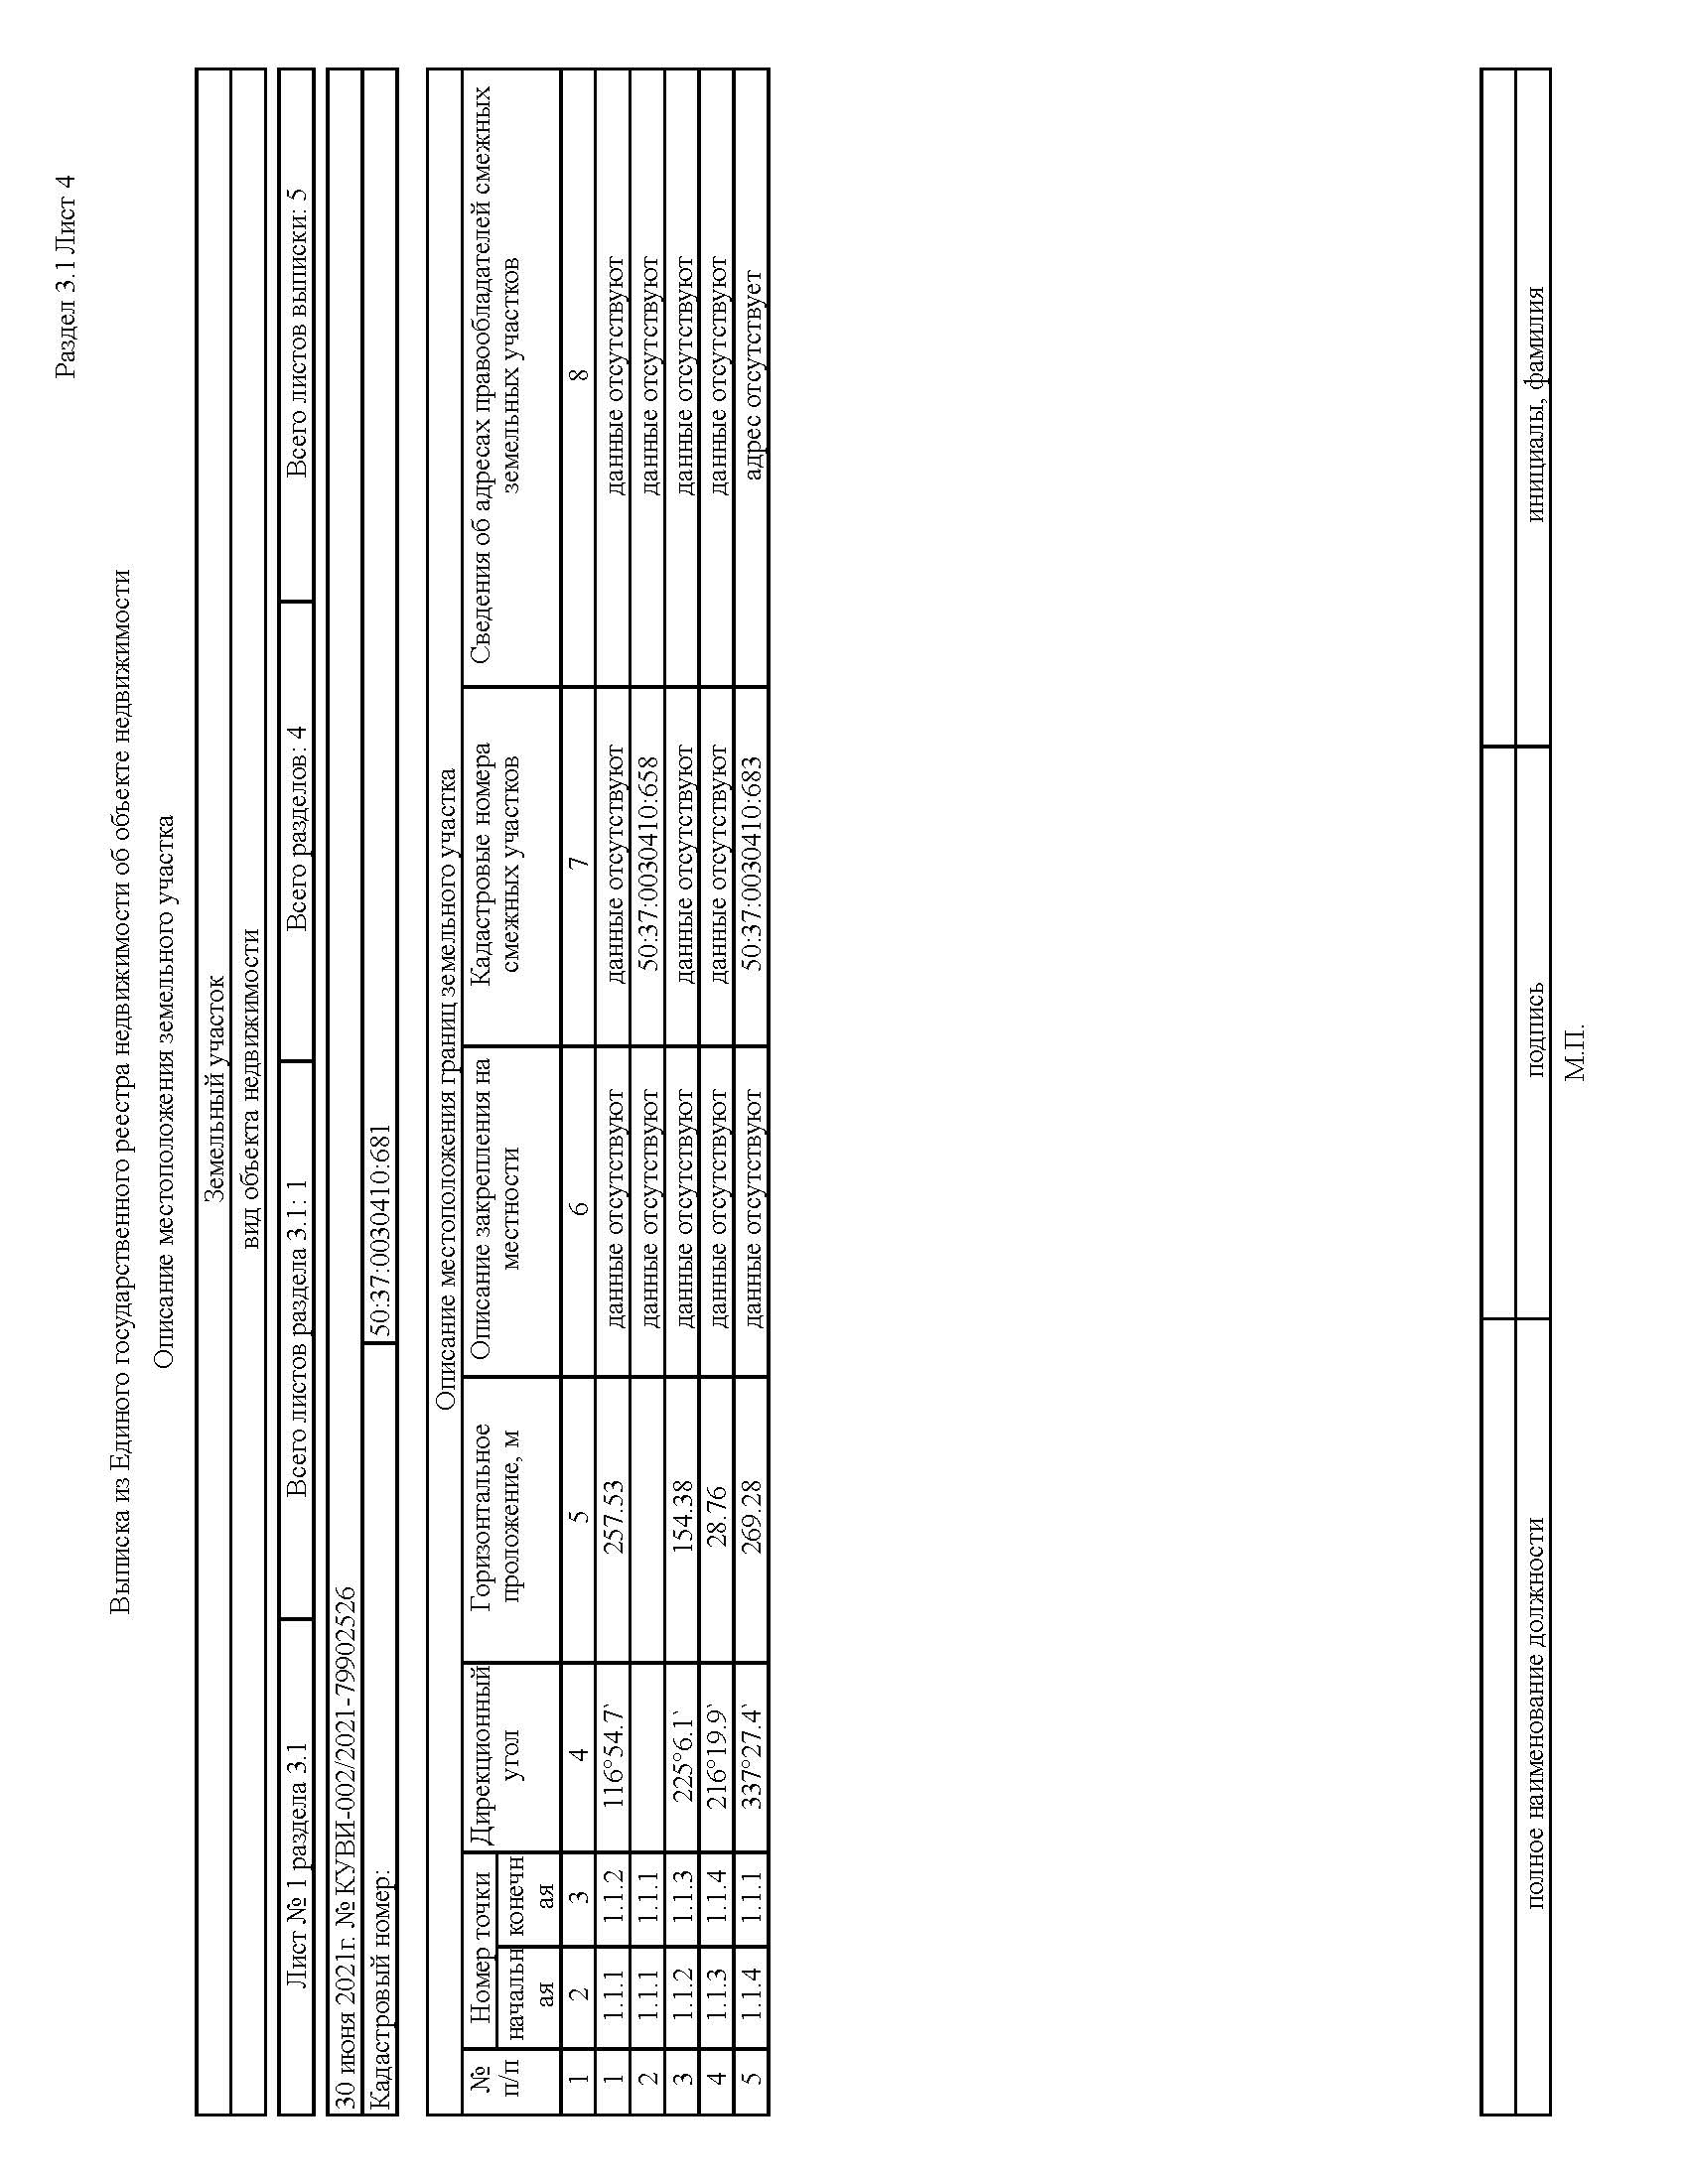 Раздел 3.1 Лист 4
Выписка из Единого государственного реестра недвижимости об объекте недвижимости
Описание местоположения земельного участка
Земельный участок
вид объекта недвижимости
Лист № 1 раздела 3.1 Всего листов раздела 3.1: 1 Всего разделов: 4 Всего листов выписки: 5
30 июня 2021г. № КУВИ-002/2021-79902526
Кадастровый номер: 50:37:0030410:681
Описание местоположения границ земельного участка
№ Номер точки Дирекционный Горизонтальное Описание закрепления на Кадастровые номера Сведения об адресах правообладателей смежных
п/п начальн конечн угол проложение, м местности смежных участков земельных участков
ая ая
1 2 3 4 5 6 7 8
1 1.1.1 1.1.2 116°54.7` 257.53 данные отсутствуют данные отсутствуют данные отсутствуют
2 1.1.1 1.1.1 данные отсутствуют 50:37:0030410:658 данные отсутствуют
3 1.1.2 1.1.3 225°6.1` 154.38 данные отсутствуют данные отсутствуют данные отсутствуют
4 1.1.3 1.1.4 216°19.9` 28.76 данные отсутствуют данные отсутствуют данные отсутствуют
5 1.1.4 1.1.1 337°27.4` 269.28 данные отсутствуют 50:37:0030410:683 адрес отсутствует
полное наименование должности подпись инициалы, фамилия
М.П.